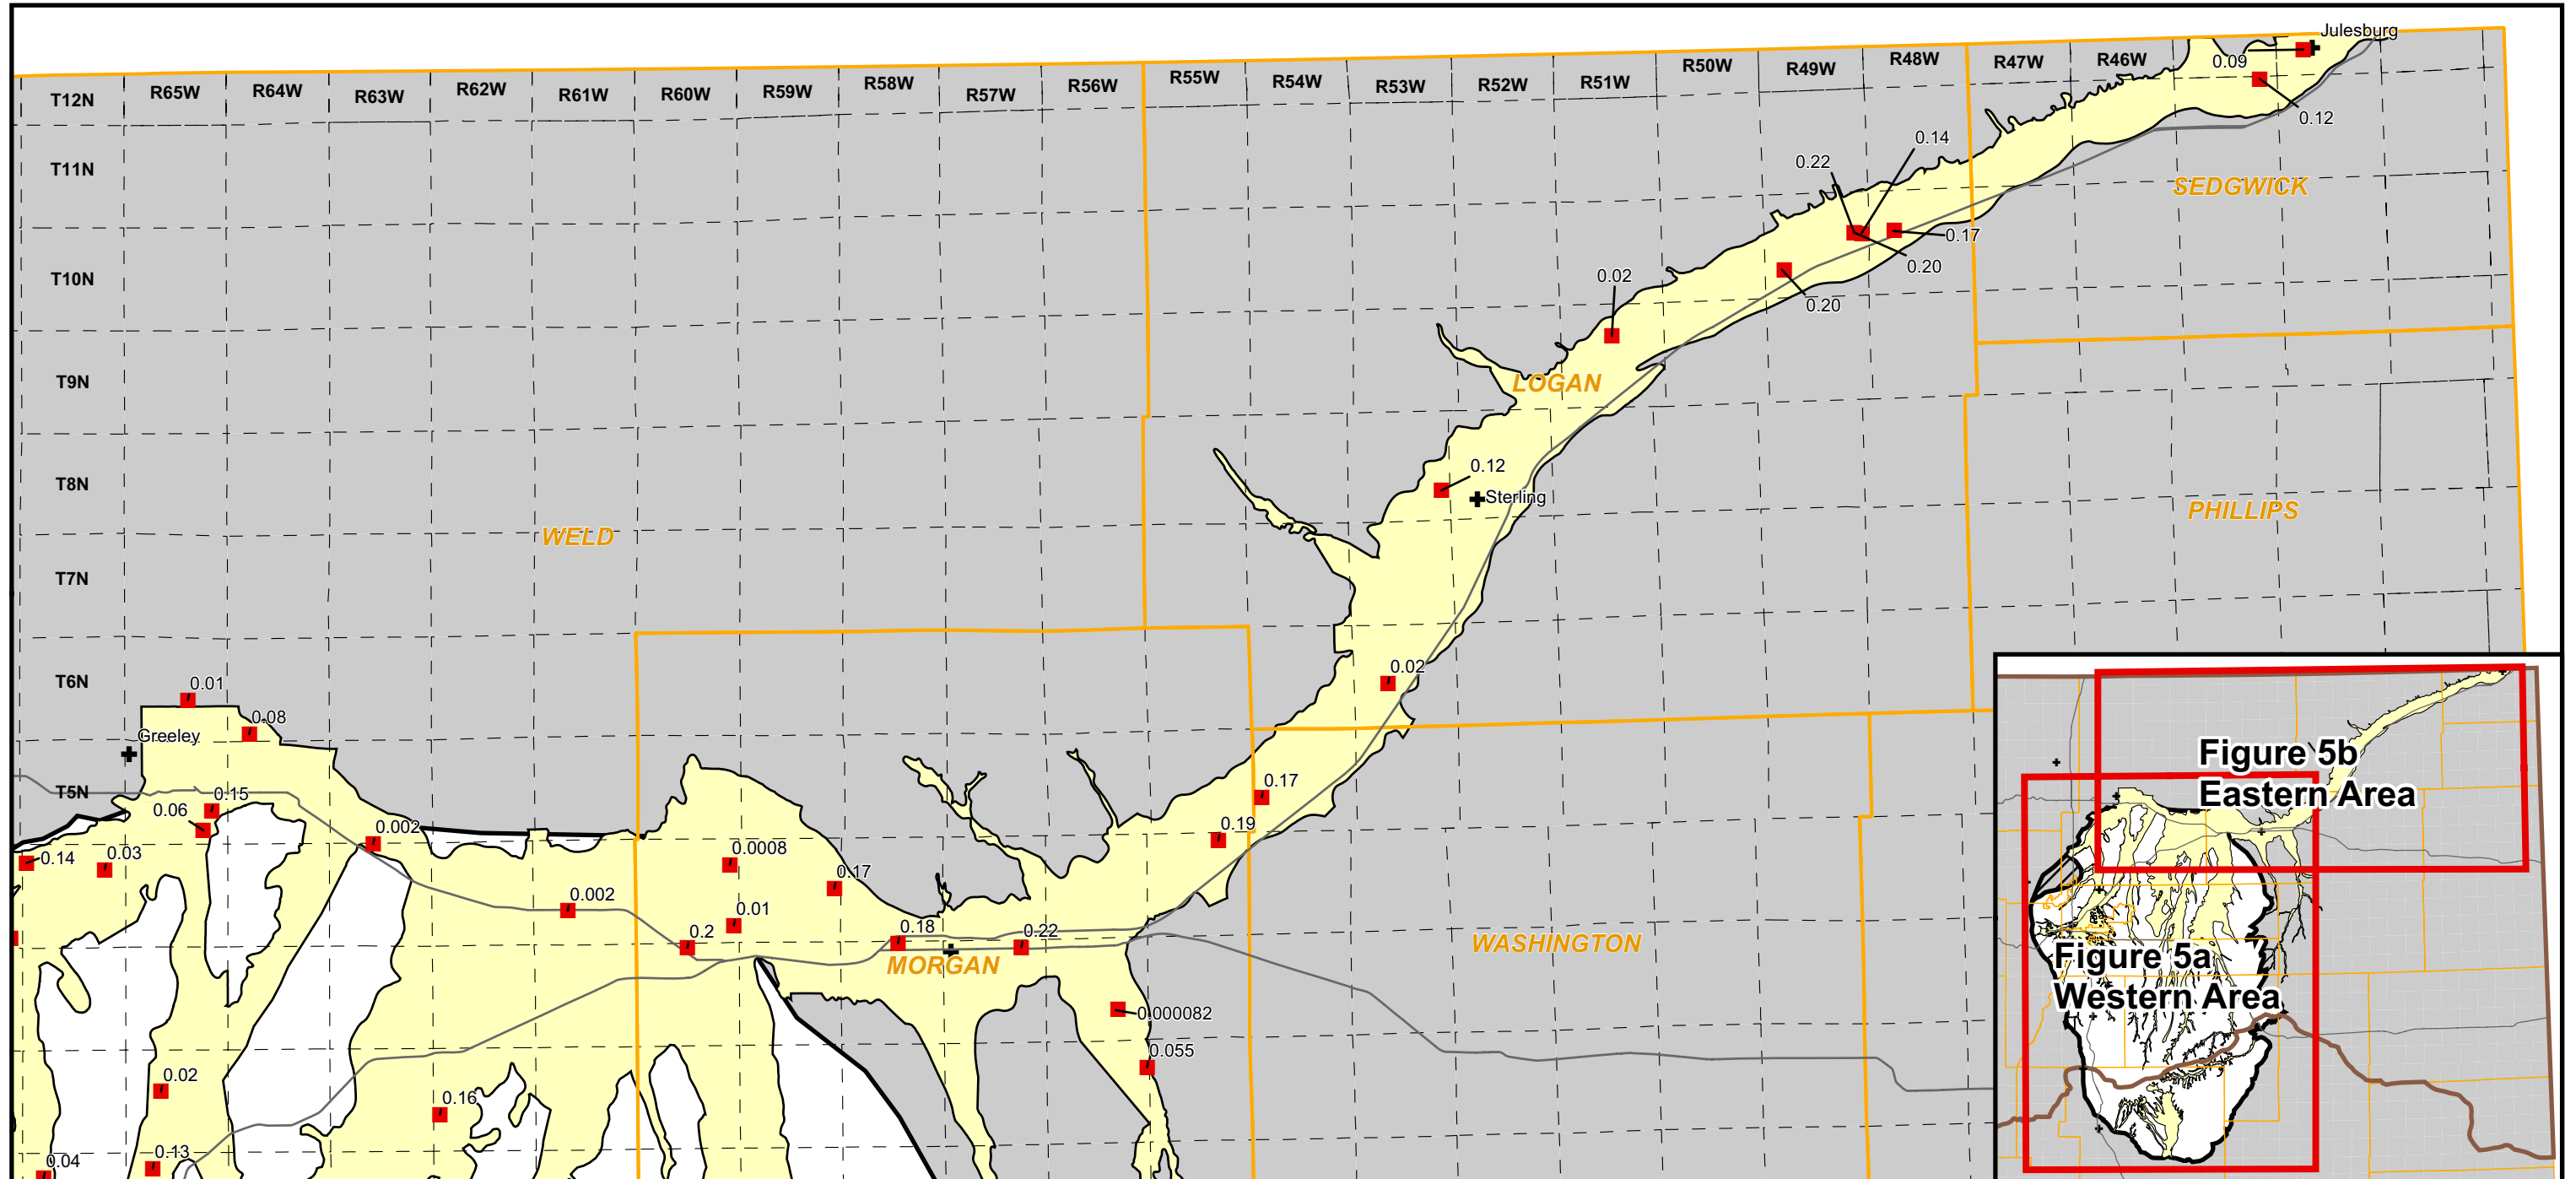 Julesburg
0.09
0.12
R65W
R64W
R63W
R62W
R61W
R60W
R59W
R58W
R57W
R56W
R55W
R54W
R53W
R52W
R51W
R50W
R49W
R48W
R47W
R46W
T12N
T11N
T10N
T9N
T8N
T7N
T6N
T5N
0.14
0.22
0.17
0.20
0.20
0.02
SEDGWICK
LOGAN
0.12
Sterling
PHILLIPS
WELD
0.02
0.01
0.08
Greeley
0.15
0.06
0.002
0.14
0.03
0.0008
0.17
0.002
0.01
0.2
0.18
0.22
MORGAN
0.17
0.19
WASHINGTON
0.000082
0.055
0.02
0.16
0.13
0.04
Figure 5b
Eastern Area
Figure 5a
Western Area